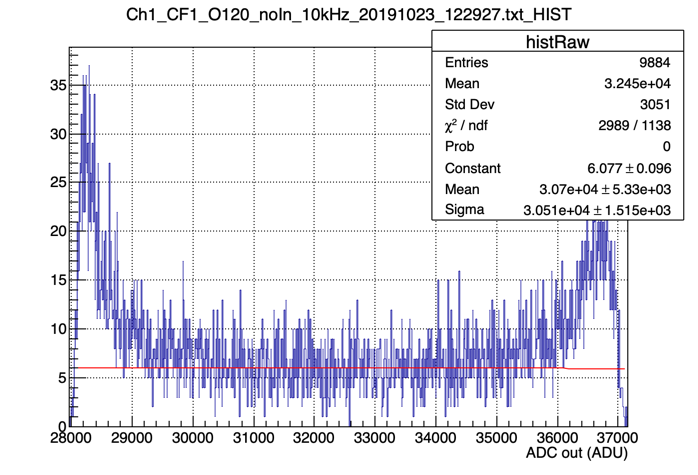 Ch1_CF1_O120_noIn_10kHz_20191023_122927.txt_HIST
histRaw
Entries 9884
Mean 3.245e+04
Std Dev 3051
χ² / ndf 2989 / 1138
Prob 0
Constant 6.077 ± 0.096
Mean 3.07e+04 ± 5.33e+03
Sigma 3.051e+04 ± 1.515e+03
35
30
25
20
15
10
5
0
28000 29000 30000 31000 32000 33000 34000 35000 36000 37000
ADC out (ADU)